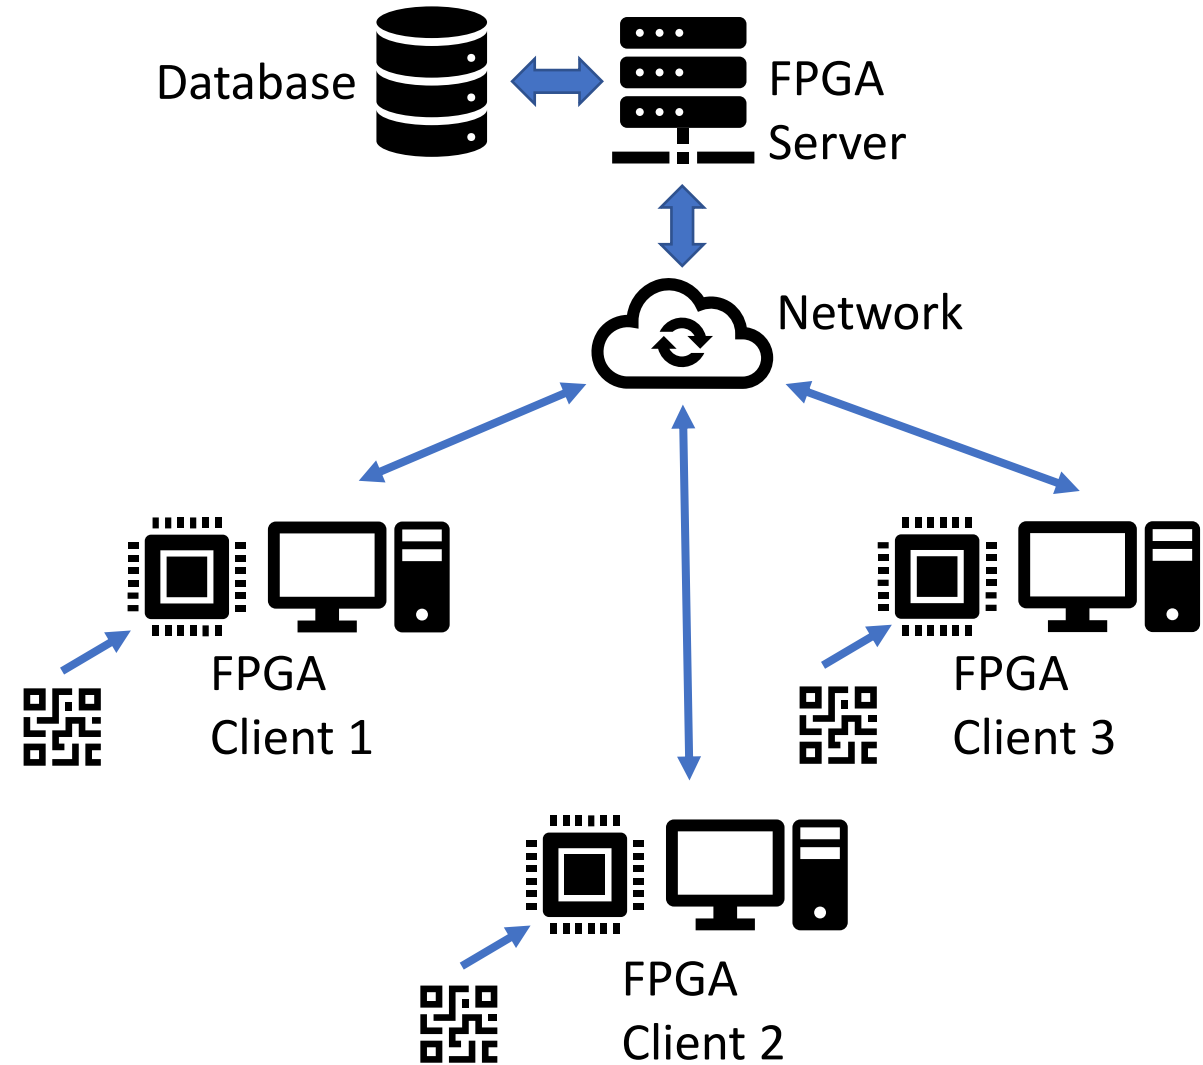 Database
FPGA
Server
Network
FPGA
Client 1
FPGA
Client 3
FPGA
Client 2